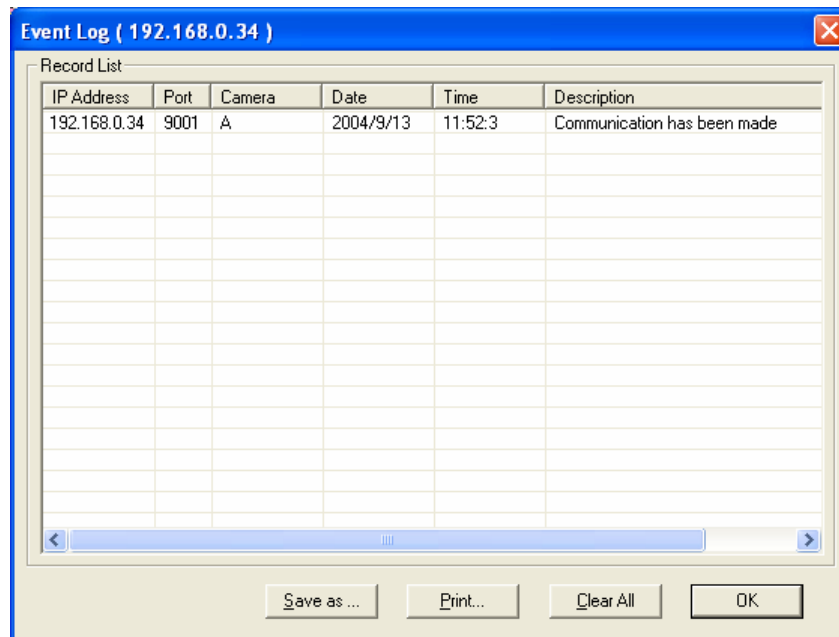 Event Log ( 192.168.0.34 )
Record List
IP Address Port Camera Date Time Description
192.168.0.34 9001 A 2004/9/13 11:52:3 Communication has been made
Save as ... Print... Clear All OK